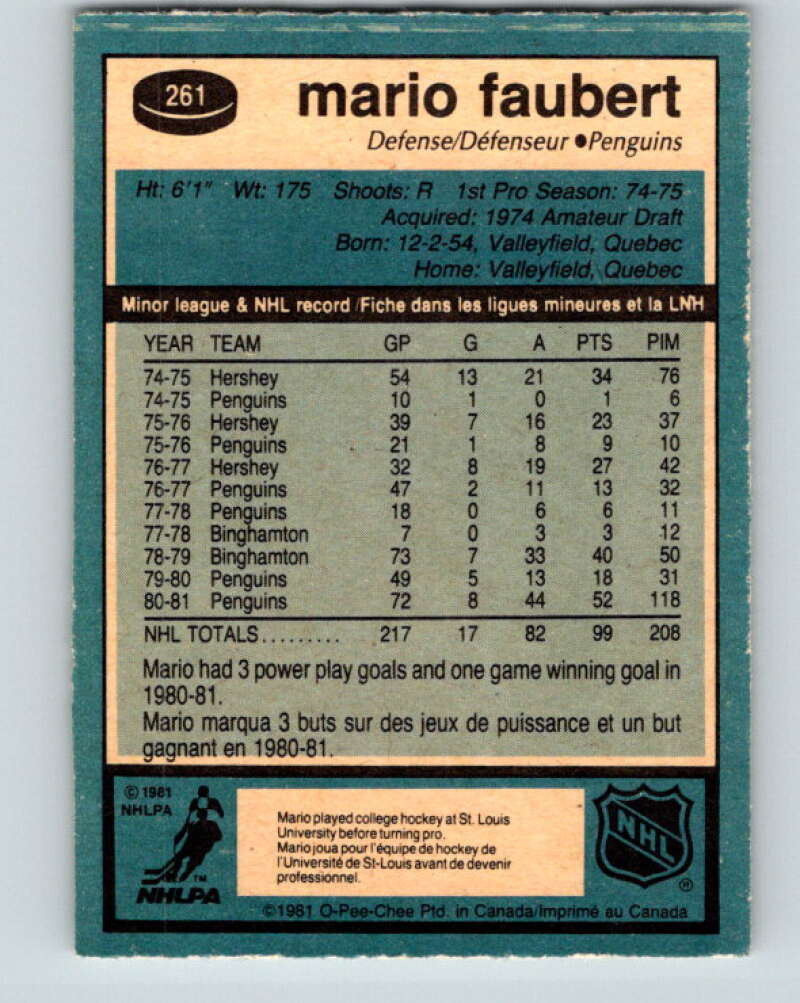 261
mario faubert
Defense/Défenseur ●Penguins
Ht: 6'1" Wt: 175 Shoots: R 1st Pro Season: 74-75
Acquired: 1974 Amateur Draft
Born: 12-2-54, Valleyfield, Quebec
Home: Valleyfield, Quebec
Minor league & NHL record/Fiche dans les ligues mineures et la LNH
YEAR TEAM GP G A PTS PIM
74-75 Hershey 54 13 21 34 76
74-75 Penguins 10 1 0 1 6
75-76 Hershey 39 7 16 23 37
75-76 Penguins 21 1 8 9 10
76-77 Hershey 32 8 19 27 42
76-77 Penguins 47 2 11 13 32
77-78 Penguins 18 0 6 6 11
77-78 Binghamton 7 0 3 3 12
78-79 Binghamton 73 7 33 40 50
79-80 Penguins 49 5 13 18 31
80-81 Penguins 72 8 44 52 118
NHL TOTALS......... 217 17 82 99 208
Mario had 3 power play goals and one game winning goal in
1980-81.
Mario marqua 3 buts sur des jeux de puissance et un but
gagnant en 1980-81.
© 1981
NHLPA
NHLPA
TM
Mario played college hockey at St. Louis
University before turning pro.
Mario joua pour l'équipe de hockey de
l'Université de St-Louis avant de devenir
professionnel.
NHL
®
©1981 O-Pee-Chee Ptd. in Canada/Imprimé au Canada